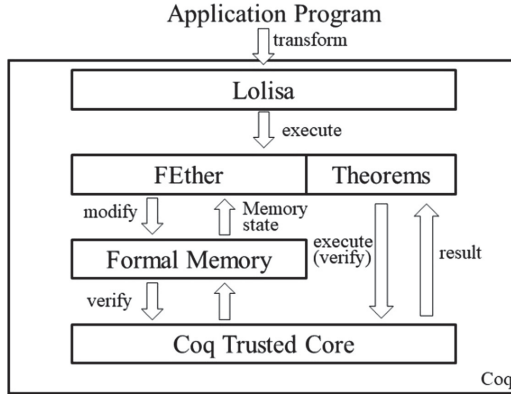 Application Program
transform
Lolisa
execute
FEther
Theorems
modify
Memory
state
execute
(verify)
result
Formal Memory
verify
Coq Trusted Core
Coq